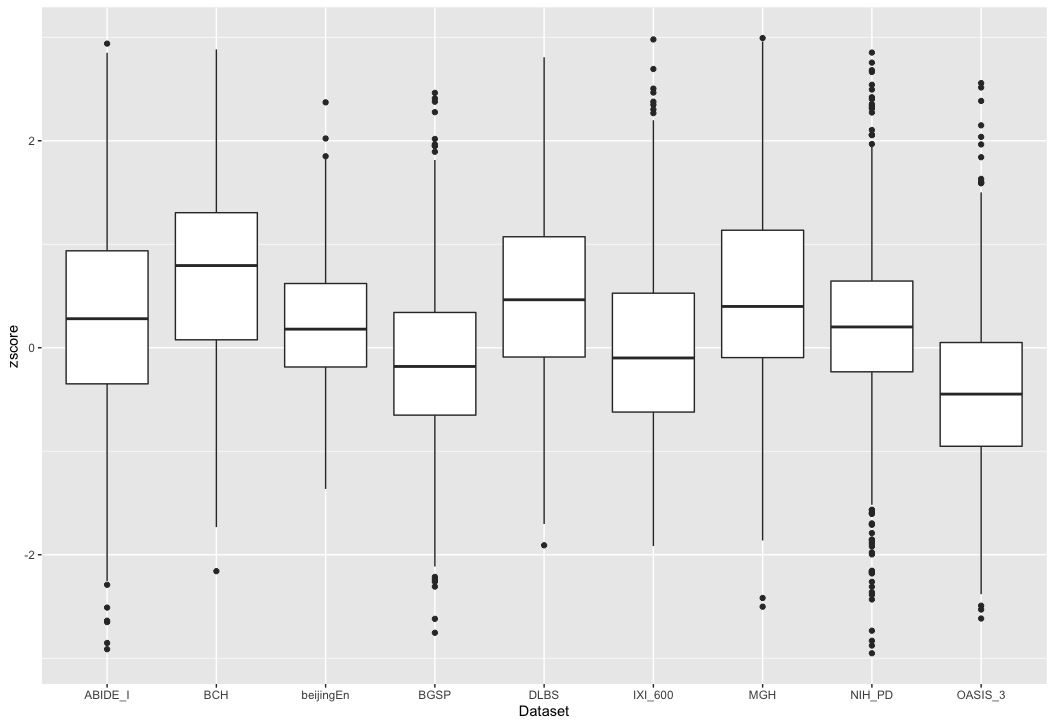 zscore
2
0
-2
ABIDE_I BCH beijingEn BGSP DLBS IXI_600 MGH NIH_PD OASIS_3
Dataset